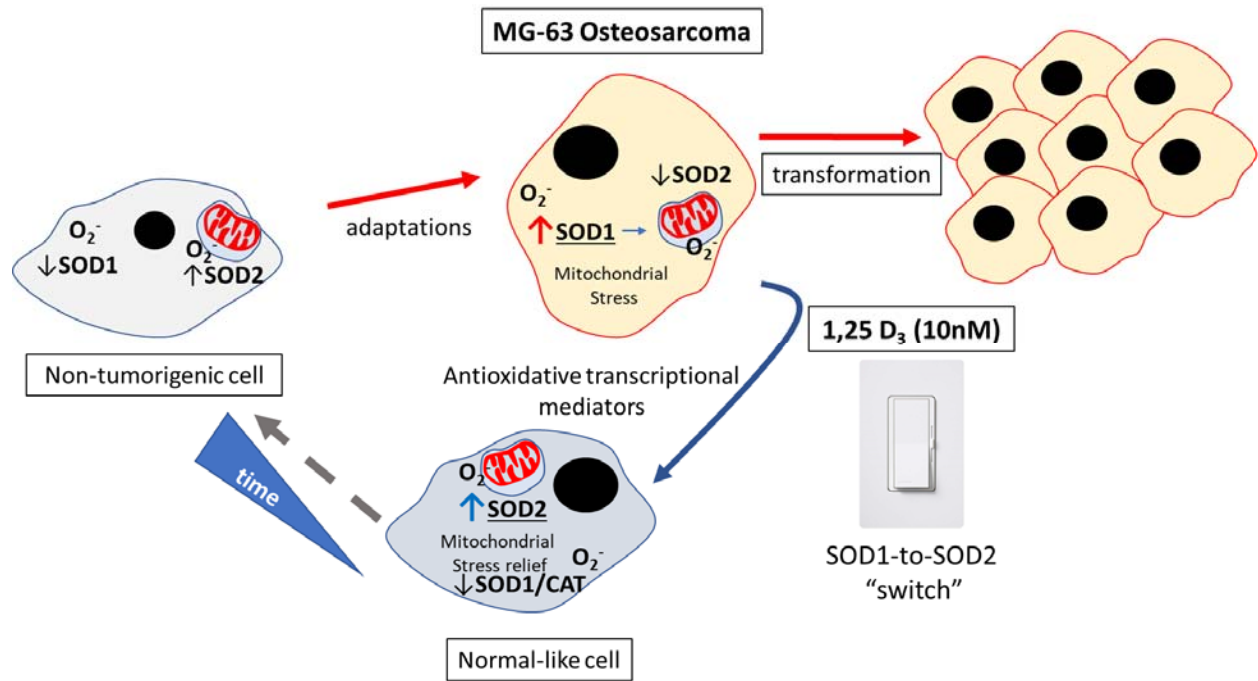 MG-63 Osteosarcoma
O₂⁻
↓SOD1
O₂⁻
↑SOD2
Non-tumorigenic cell
adaptations
O₂⁻
↑ SOD1 →
↓SOD2
O₂⁻
Mitochondrial
Stress
transformation
1,25 D₃ (10nM)
SOD1-to-SOD2
“switch”
Antioxidative transcriptional
mediators
O₂⁻
↑ SOD2
Mitochondrial
Stress relief
O₂⁻
↓SOD1/CAT
Normal-like cell
time